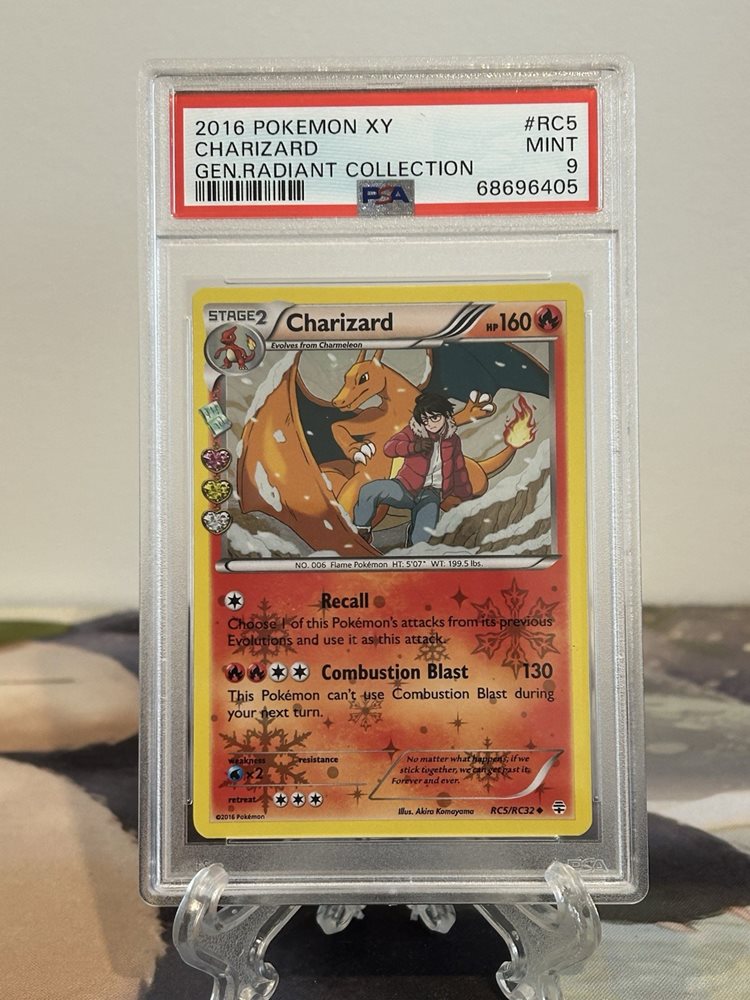 2016 POKEMON XY #RC5
CHARIZARD MINT
GEN.RADIANT COLLECTION 9
PSA 68696405
STAGE2 Charizard HP160
Evolves from Charmeleon
NO. 006 Flame Pokémon HT: 5'07" WT: 199.5 lbs.
Recall
Choose 1 of this Pokémon's attacks from its previous
Evolutions and use it as this attack.
Combustion Blast 130
This Pokémon can't use Combustion Blast during
your next turn.
weakness resistance
×2
No matter what happens, if we
stick together, we can get past it.
Forever and ever.
retreat
Illus. Akira Komayama RC5/RC32
©2016 Pokémon
PSA